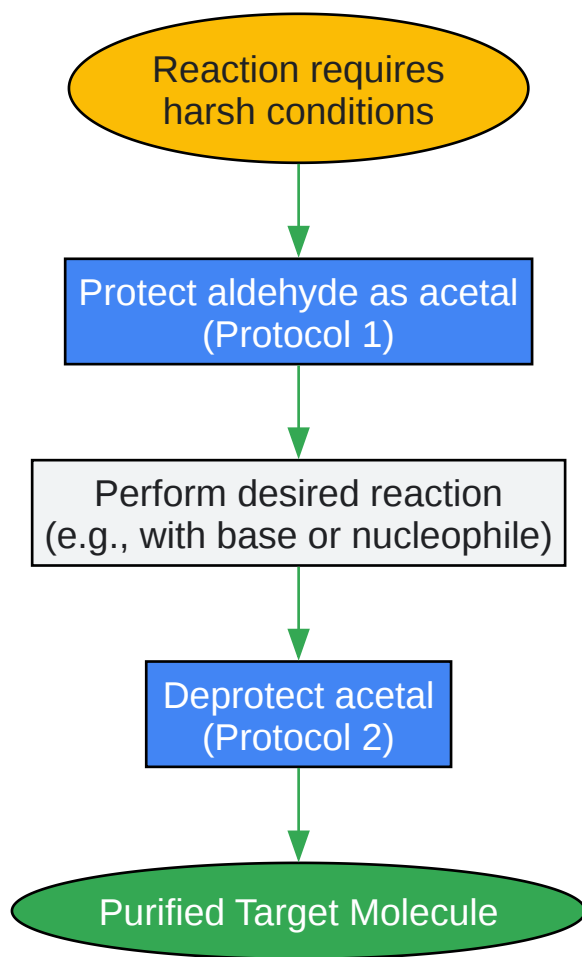 Reaction requires
harsh conditions
Protect aldehyde as acetal
(Protocol 1)
Perform desired reaction
(e.g., with base or nucleophile)
Deprotect acetal
(Protocol 2)
Purified Target Molecule